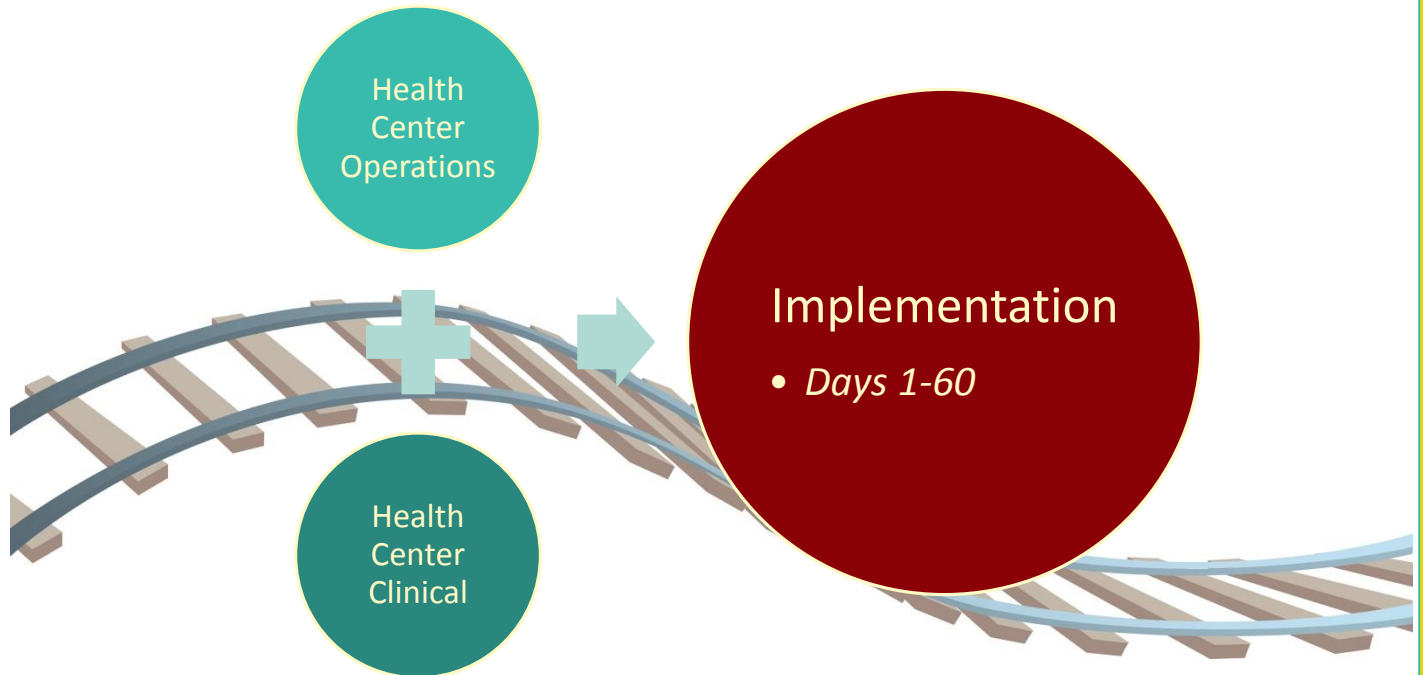 Health
Center
Operations
Health
Center
Clinical
Implementation
• Days 1-60